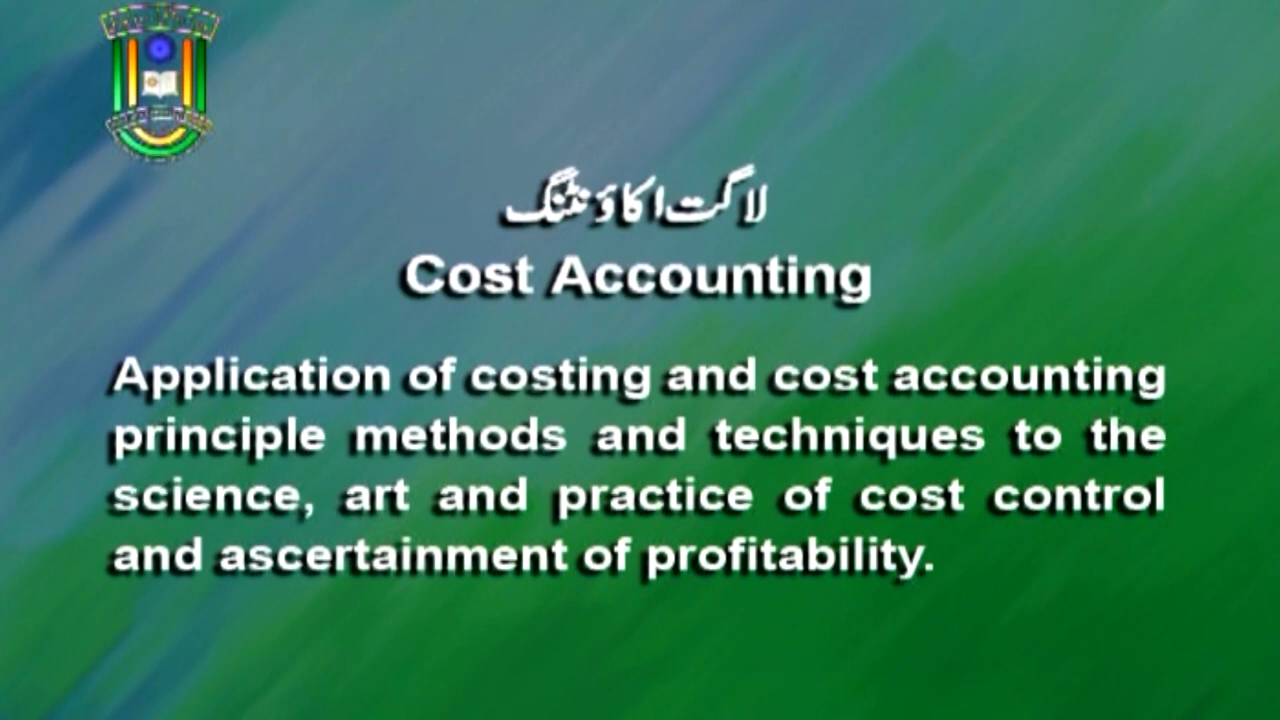 لاگت اکاؤنٹنگ
Cost Accounting
Application of costing and cost accounting
principle methods and techniques to the
science, art and practice of cost control
and ascertainment of profitability.